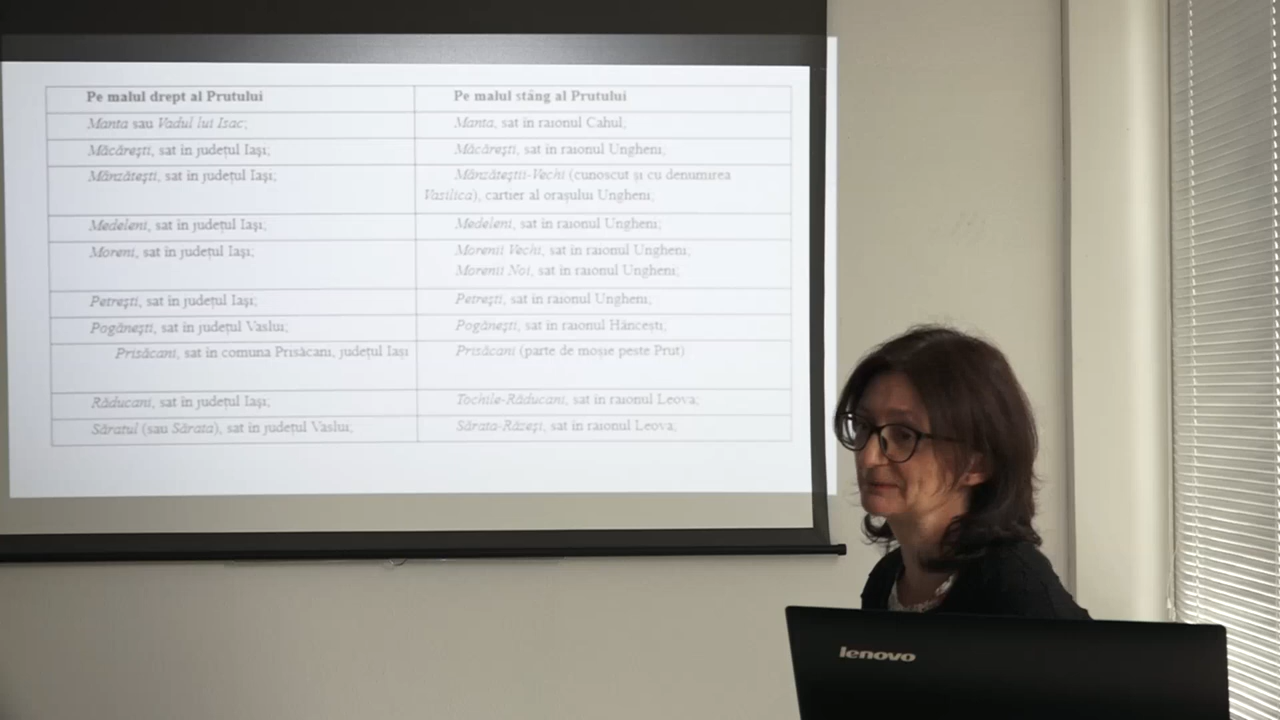 Pe malul drept al Prutului Pe malul stâng al Prutului
Manta sau Vadul lui Isac; Manta, sat în raionul Cahul;
Măcărești, sat în județul Iași; Măcărești, sat în raionul Ungheni;
Mânzătești, sat în județul Iași; Mânzăteștii-Vechi (cunoscut și cu denumirea
Vasilica), cartier al orașului Ungheni;
Medeleni, sat în județul Iași; Medeleni, sat în raionul Ungheni;
Moreni, sat în județul Iași; Morenii Vechi, sat în raionul Ungheni;
Morenii Noi, sat în raionul Ungheni;
Petrești, sat în județul Iași; Petrești, sat în raionul Ungheni;
Pogănești, sat în județul Vaslui; Pogănești, sat în raionul Hâncești;
Prisăcani, sat în comuna Prisăcani, județul Iași Prisăcani (parte de moșie peste Prut)
Răducani, sat în județul Iași; Tochile-Răducani, sat în raionul Leova;
Săratul (sau Sărata), sat în județul Vaslui; Sărata-Răzeși, sat în raionul Leova;
lenovo